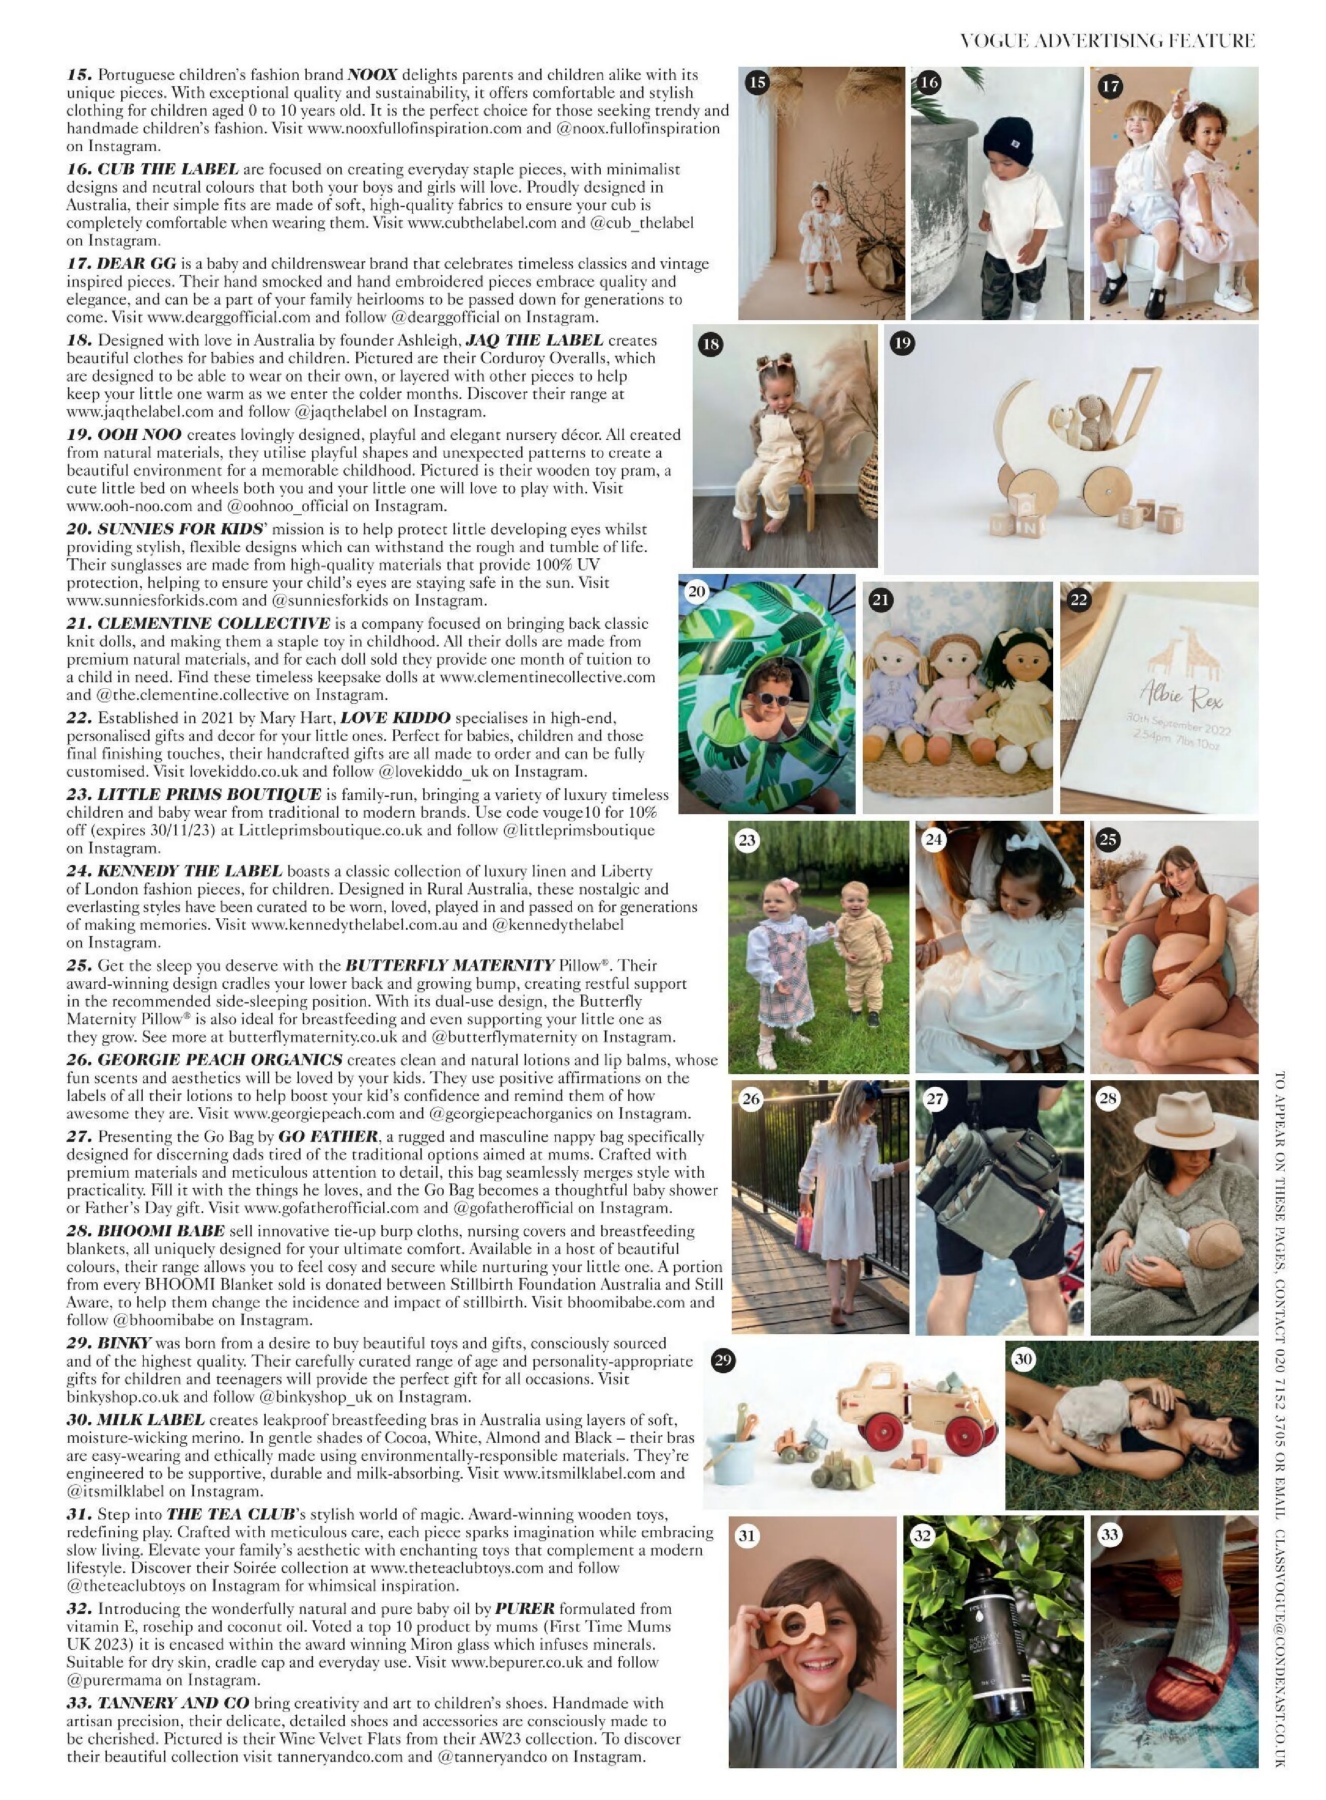 VOGUE ADVERTISING FEATURE
15. Portuguese children's fashion brand NOOX delights parents and children alike with its
unique pieces. With exceptional quality and sustainability, it offers comfortable and stylish
clothing for children aged 0 to 10 years old. It is the perfect choice for those seeking trendy and
handmade children's fashion. Visit www.nooxfullofinspiration.com and @noox.fullofinspiration
on Instagram.
16. CUB THE LABEL are focused on creating everyday staple pieces, with minimalist
designs and neutral colours that both your boys and girls will love. Proudly designed in
Australia, their simple fits are made of soft, high-quality fabrics to ensure your cub is
completely comfortable when wearing them. Visit www.cubthelabel.com and @cub_thelabel
on Instagram.
17. DEAR GG is a baby and childrenswear brand that celebrates timeless classics and vintage
inspired pieces. Their hand smocked and hand embroidered pieces embrace quality and
elegance, and can be a part of your family heirlooms to be passed down for generations to
come. Visit www.dearggofficial.com and follow @dearggofficial on Instagram.
18. Designed with love in Australia by founder Ashleigh, JAQ THE LABEL creates
beautiful clothes for babies and children. Pictured are their Corduroy Overalls, which
are designed to be able to wear on their own, or layered with other pieces to help
keep your little one warm as we enter the colder months. Discover their range at
www.jaqthelabel.com and follow @jaqthelabel on Instagram.
19. OOH NOO creates lovingly designed, playful and elegant nursery décor. All created
from natural materials, they utilise playful shapes and unexpected patterns to create a
beautiful environment for a memorable childhood. Pictured is their wooden toy pram, a
cute little bed on wheels both you and your little one will love to play with. Visit
www.ooh-noo.com and @oohnoo_official on Instagram.
20. SUNNIES FOR KIDS' mission is to help protect little developing eyes whilst
providing stylish, flexible designs which can withstand the rough and tumble of life.
Their sunglasses are made from high-quality materials that provide 100% UV
protection, helping to ensure your child's eyes are staying safe in the sun. Visit
www.sunniesforkids.com and @sunniesforkids on Instagram.
21. CLEMENTINE COLLECTIVE is a company focused on bringing back classic
knit dolls, and making them a staple toy in childhood. All their dolls are made from
premium natural materials, and for each doll sold they provide one month of tuition to
a child in need. Find these timeless keepsake dolls at www.clementinecollective.com
and @the.clementine.collective on Instagram.
22. Established in 2021 by Mary Hart, LOVE KIDDO specialises in high-end,
personalised gifts and decor for your little ones. Perfect for babies, children and those
final finishing touches, their handcrafted gifts are all made to order and can be fully
customised. Visit lovekiddo.co.uk and follow @lovekiddo_uk on Instagram.
23. LITTLE PRIMS BOUTIQUE is family-run, bringing a variety of luxury timeless
children and baby wear from traditional to modern brands. Use code vouge10 for 10%
off (expires 30/11/23) at Littleprimsboutique.co.uk and follow @littleprimsboutique
on Instagram.
24. KENNEDY THE LABEL boasts a classic collection of luxury linen and Liberty
of London fashion pieces, for children. Designed in Rural Australia, these nostalgic and
everlasting styles have been curated to be worn, loved, played in and passed on for generations
of making memories. Visit www.kennedythelabel.com.au and @kennedythelabel
on Instagram.
25. Get the sleep you deserve with the BUTTERFLY MATERNITY Pillow®. Their
award-winning design cradles your lower back and growing bump, creating restful support
in the recommended side-sleeping position. With its dual-use design, the Butterfly
Maternity Pillow® is also ideal for breastfeeding and even supporting your little one as
they grow. See more at butterflymaternity.co.uk and @butterflymaternity on Instagram.
26. GEORGIE PEACH ORGANICS creates clean and natural lotions and lip balms, whose
fun scents and aesthetics will be loved by your kids. They use positive affirmations on the
labels of all their lotions to help boost your kid's confidence and remind them of how
awesome they are. Visit www.georgiepeach.com and @georgiepeachorganics on Instagram.
27. Presenting the Go Bag by GO FATHER, a rugged and masculine nappy bag specifically
designed for discerning dads tired of the traditional options aimed at mums. Crafted with
premium materials and meticulous attention to detail, this bag seamlessly merges style with
practicality. Fill it with the things he loves, and the Go Bag becomes a thoughtful baby shower
or Father's Day gift. Visit www.gofatherofficial.com and @gofatherofficial on Instagram.
28. BHOOMI BABE sell innovative tie-up burp cloths, nursing covers and breastfeeding
blankets, all uniquely designed for your ultimate comfort. Available in a host of beautiful
colours, their range allows you to feel cosy and secure while nurturing your little one. A portion
from every BHOOMI Blanket sold is donated between Stillbirth Foundation Australia and Still
Aware, to help them change the incidence and impact of stillbirth. Visit bhoomibabe.com and
follow @bhoomibabe on Instagram.
29. BINKY was born from a desire to buy beautiful toys and gifts, consciously sourced
and of the highest quality. Their carefully curated range of age and personality-appropriate
gifts for children and teenagers will provide the perfect gift for all occasions. Visit
binkyshop.co.uk and follow @binkyshop_uk on Instagram.
30. MILK LABEL creates leakproof breastfeeding bras in Australia using layers of soft,
moisture-wicking merino. In gentle shades of Cocoa, White, Almond and Black – their bras
are easy-wearing and ethically made using environmentally-responsible materials. They're
engineered to be supportive, durable and milk-absorbing. Visit www.itsmilklabel.com and
@itsmilklabel on Instagram.
31. Step into THE TEA CLUB's stylish world of magic. Award-winning wooden toys,
redefining play. Crafted with meticulous care, each piece sparks imagination while embracing
slow living. Elevate your family's aesthetic with enchanting toys that complement a modern
lifestyle. Discover their Soirée collection at www.theteaclubtoys.com and follow
@theteaclubtoys on Instagram for whimsical inspiration.
32. Introducing the wonderfully natural and pure baby oil by PURER formulated from
vitamin E, rosehip and coconut oil. Voted a top 10 product by mums (First Time Mums
UK 2023) it is encased within the award winning Miron glass which infuses minerals.
Suitable for dry skin, cradle cap and everyday use. Visit www.bepurer.co.uk and follow
@purermama on Instagram.
33. TANNERY AND CO bring creativity and art to children's shoes. Handmade with
artisan precision, their delicate, detailed shoes and accessories are consciously made to
be cherished. Pictured is their Wine Velvet Flats from their AW23 collection. To discover
their beautiful collection visit tanneryandco.com and @tanneryandco on Instagram.
15
16
17
18
19
20
21
22
Albie Rex
30th September 2022
2.54pm 7lbs 10oz
23
24
25
26
27
28
29
30
31
32
33
TO APPEAR ON THESE PAGES, CONTACT 020 7152 3705 OR EMAIL CLASSVOGUE@CONDENAST.CO.UK